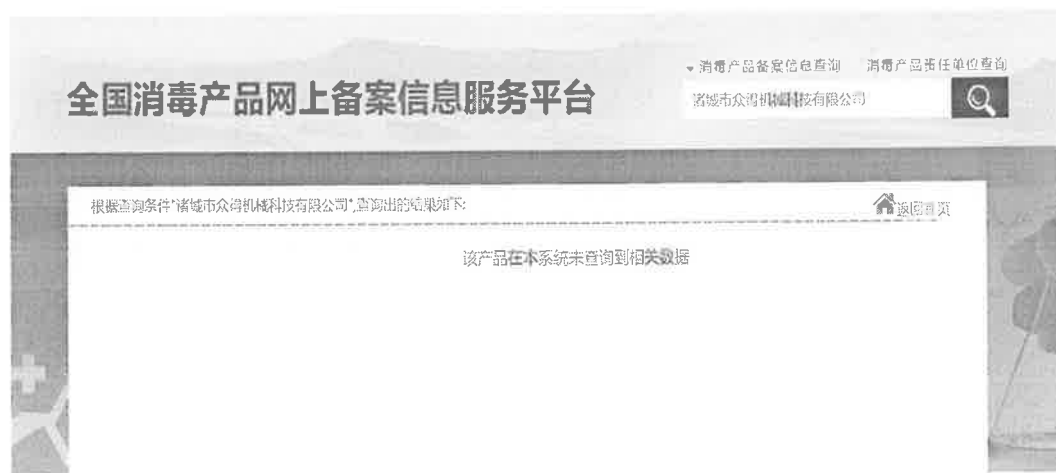 消毒产品备案信息查询 消毒产品责任单位查询
全国消毒产品网上备案信息服务平台
诸城市众得机械科技有限公司
根据查询条件"诸城市众得机械科技有限公司",查询出的结果如下:
返回首页
该产品在本系统未查询到相关数据